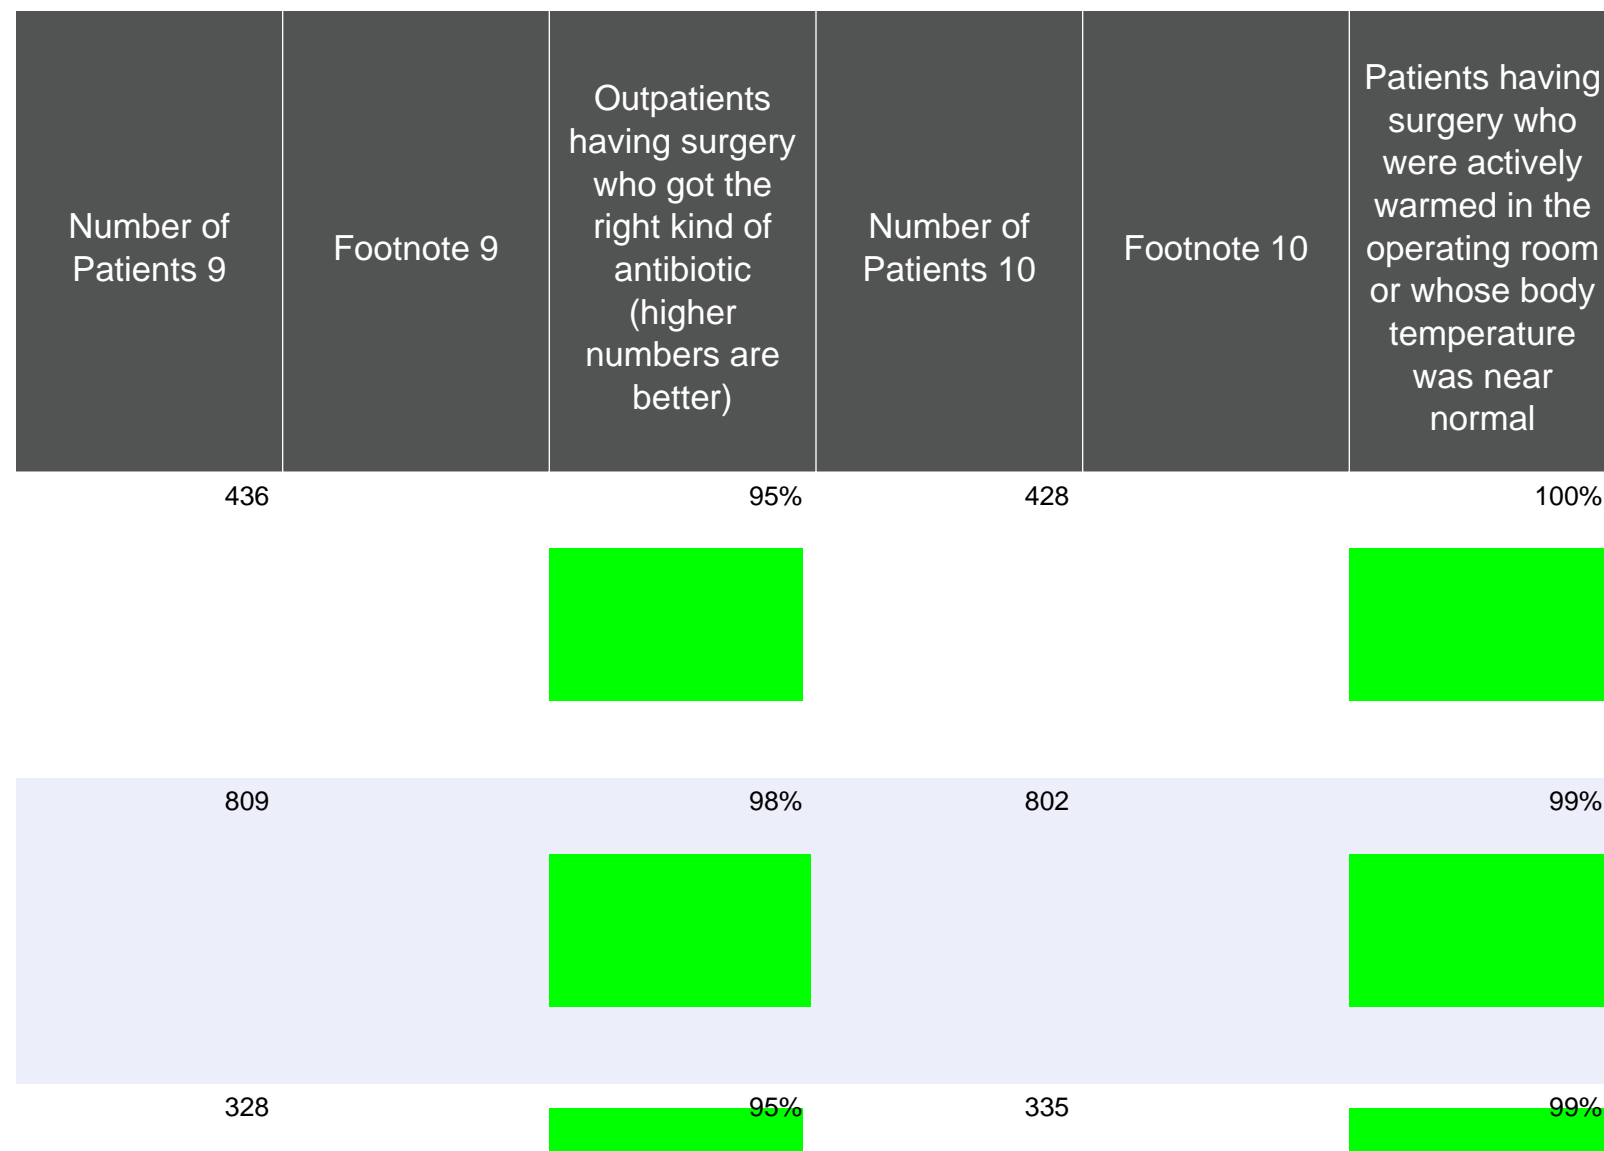 Number of
Patients 9
Footnote 9
Outpatients
having surgery
who got the
right kind of
antibiotic
(higher
numbers are
better)
Number of
Patients 10
Footnote 10
Patients having
surgery who
were actively
warmed in the
operating room
or whose body
temperature
was near
normal
436 95% 428 100%
809 98% 802 99%
328 95% 335 99%